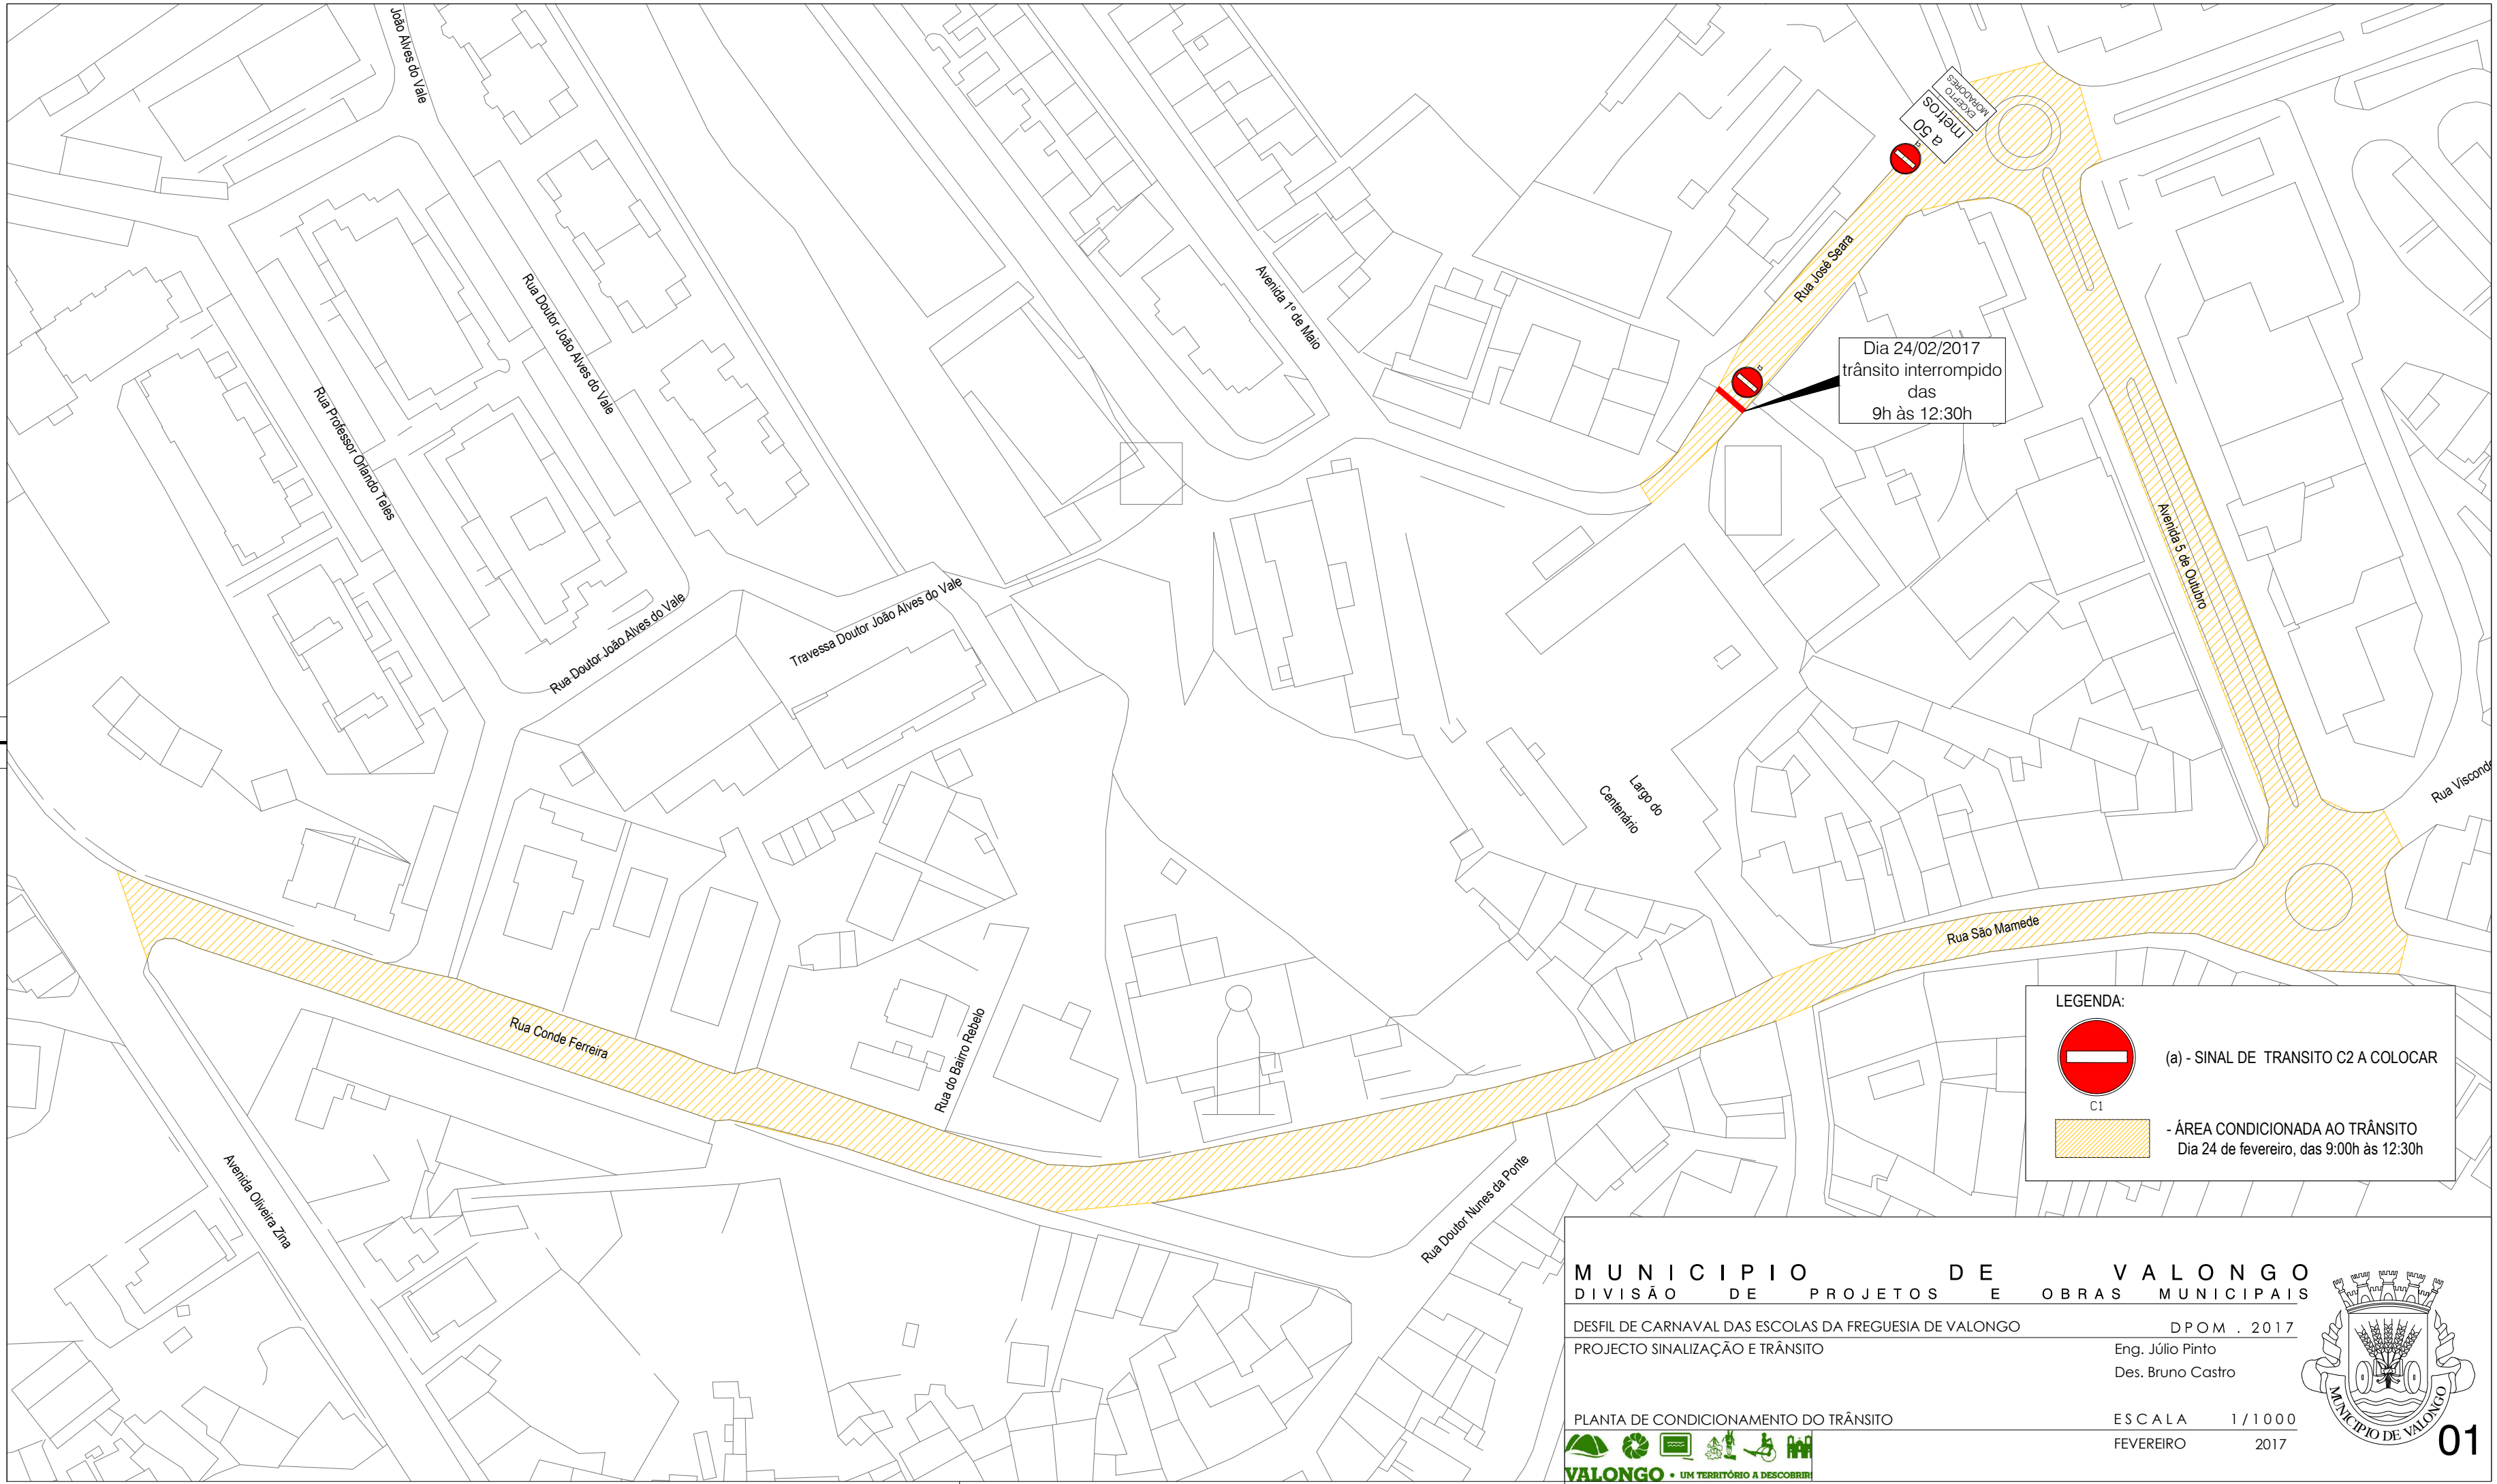 João Alves do Vale
EXCEPTO
MORADORES
a 50
metros
Rua José Seara
Avenida 1º de Maio
Rua Doutor João Alves do Vale
Rua Professor Orlando Teles
Dia 24/02/2017
trânsito interrompido
das
9h às 12:30h
Avenida 5 de Outubro
Rua Doutor João Alves do Vale
Travessa Doutor João Alves do Vale
Largo do
Centenário
Rua Visconde
Rua São Mamede
Rua Conde Ferreira
Rua do Bairro Rebelo
Avenida Oliveira Zina
Rua Doutor Nunes da Ponte
LEGENDA:
(a) - SINAL DE TRANSITO C2 A COLOCAR
C1
- ÁREA CONDICIONADA AO TRÂNSITO
Dia 24 de fevereiro, das 9:00h às 12:30h
MUNICIPIO DE VALONGO
DIVISÃO DE PROJETOS E OBRAS MUNICIPAIS
DESFIL DE CARNAVAL DAS ESCOLAS DA FREGUESIA DE VALONGO DPOM . 2017
PROJECTO SINALIZAÇÃO E TRÂNSITO Eng. Júlio Pinto
Des. Bruno Castro
PLANTA DE CONDICIONAMENTO DO TRÂNSITO ESCALA 1/1000
FEVEREIRO 2017
MUNICIPIO DE VALONGO
01
VALONGO • UM TERRITÓRIO A DESCOBRIR!